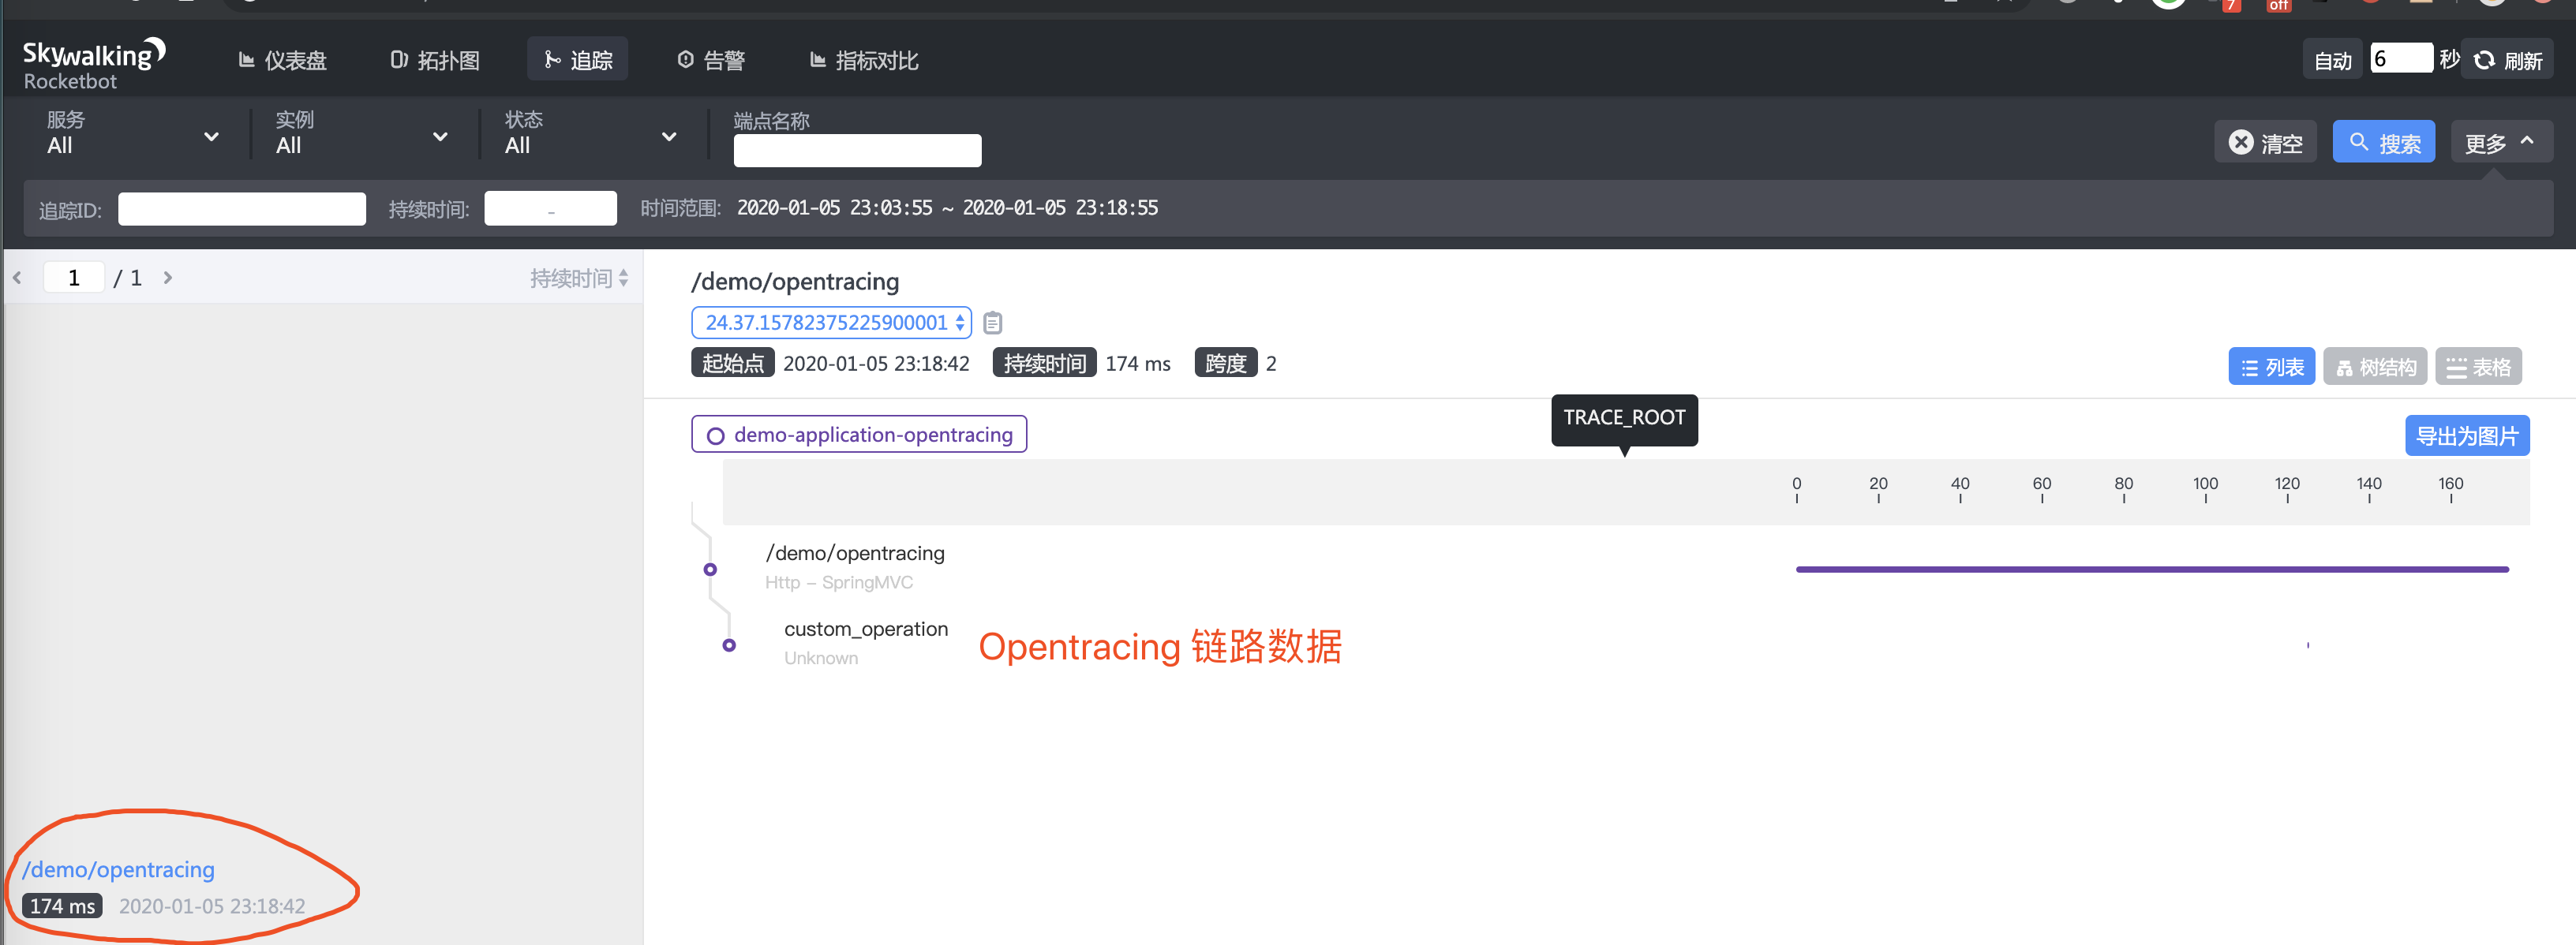 7
off
Skywalking
Rocketbot
仪表盘
拓扑图
追踪
告警
指标对比
自动
6
秒
刷新
服务
All
实例
All
状态
All
端点名称
清空
搜索
更多
追踪ID:
持续时间:
-
时间范围:
2020-01-05 23:03:55 ~ 2020-01-05 23:18:55
1
/ 1
持续时间
/demo/opentracing
24.37.15782375225900001
起始点 2020-01-05 23:18:42 持续时间 174 ms 跨度 2
列表
树结构
表格
TRACE_ROOT
demo-application-opentracing
导出为图片
0 20 40 60 80 100 120 140 160
/demo/opentracing
Http – SpringMVC
custom_operation
Unknown
Opentracing 链路数据
/demo/opentracing
174 ms 2020-01-05 23:18:42